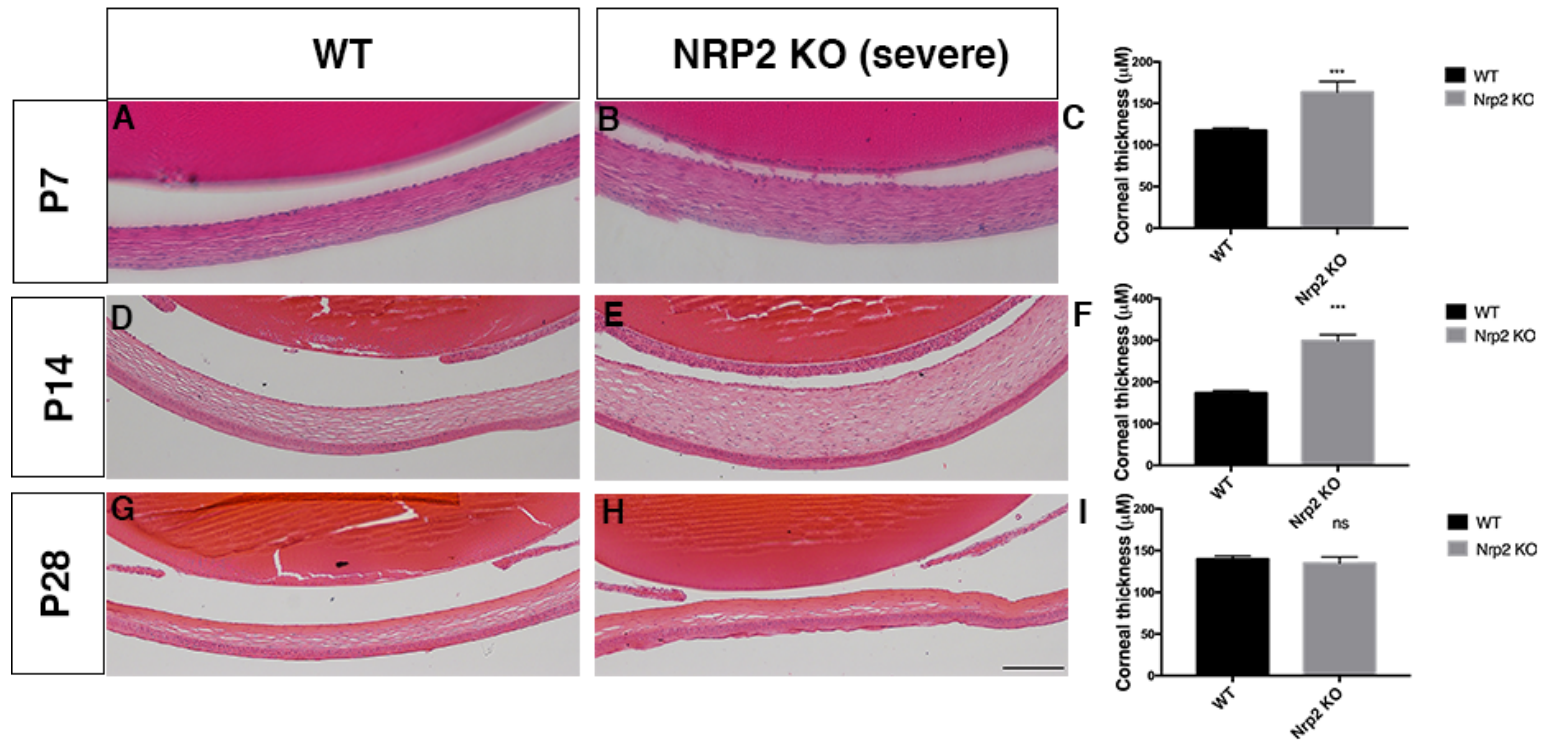 WT
NRP2 KO (severe)
P7
A
B
C
Corneal thickness (μM)
200
150
100
50
0
***
WT
Nrp2 KO
WT
Nrp2 KO
P14
D
E
F
Corneal thickness (μM)
400
300
200
100
0
***
WT
Nrp2 KO
WT
Nrp2 KO
P28
G
H
I
Corneal thickness (μM)
200
150
100
50
0
ns
WT
Nrp2 KO
WT
Nrp2 KO